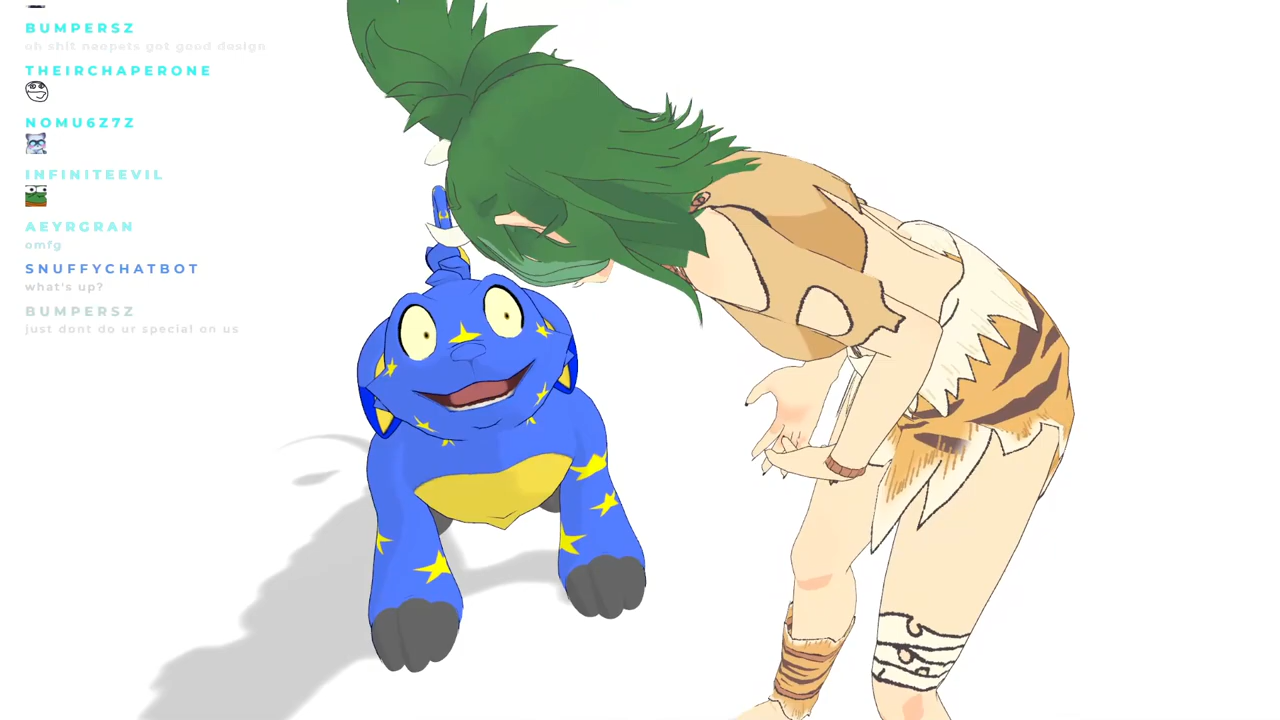 BUMPERSZ
oh shit neopets got good design
THEIRCHAPERONE
NOMU6Z7Z
INFINITEEVIL
AEYRGRAN
omfg
SNUFFYCHATBOT
what's up?
BUMPERSZ
just dont do ur special on us